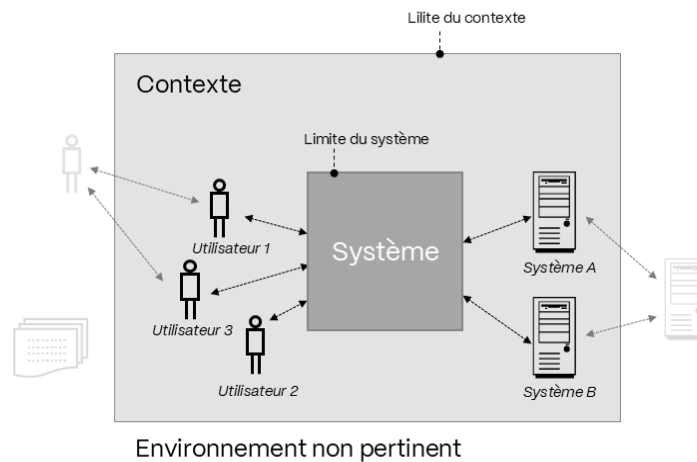 Lilite du contexte
Contexte
Limite du système
Utilisateur 1
Système
Système A
Utilisateur 3
Utilisateur 2
Système B
Environnement non pertinent